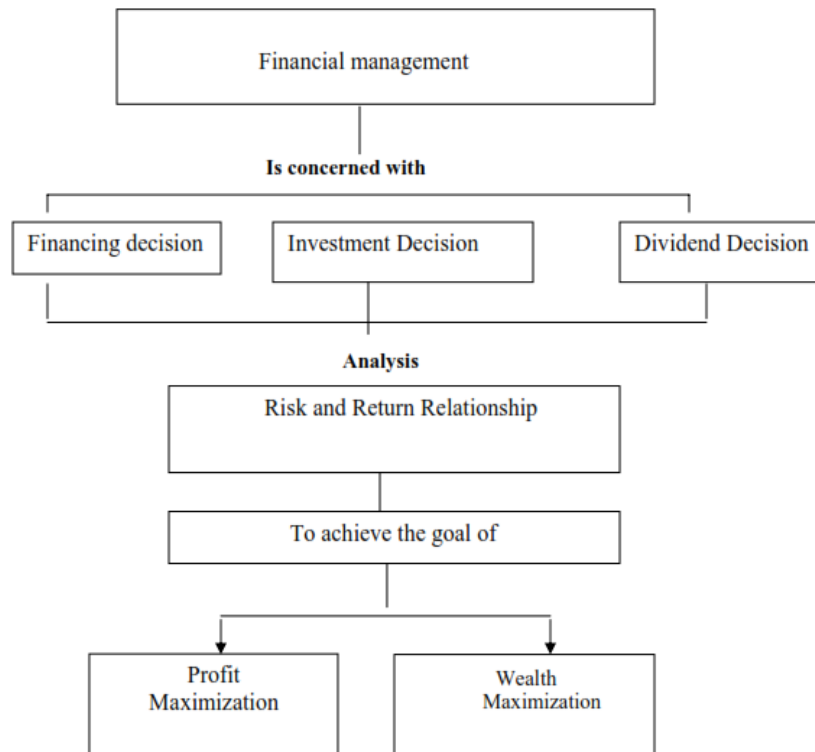 Financial management
Is concerned with
Financing decision
Investment Decision
Dividend Decision
Analysis
Risk and Return Relationship
To achieve the goal of
Profit
Maximization
Wealth
Maximization